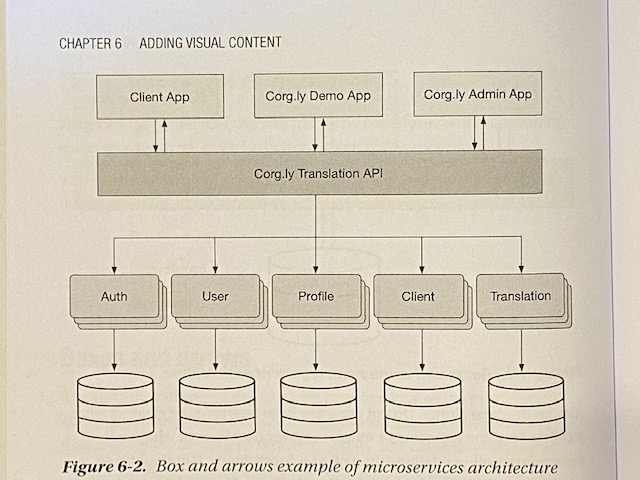 CHAPTER 6 ADDING VISUAL CONTENT
Client App
Corg.ly Demo App
Corg.ly Admin App
Corg.ly Translation API
Auth
User
Profile
Client
Translation
Figure 6-2. Box and arrows example of microservices architecture